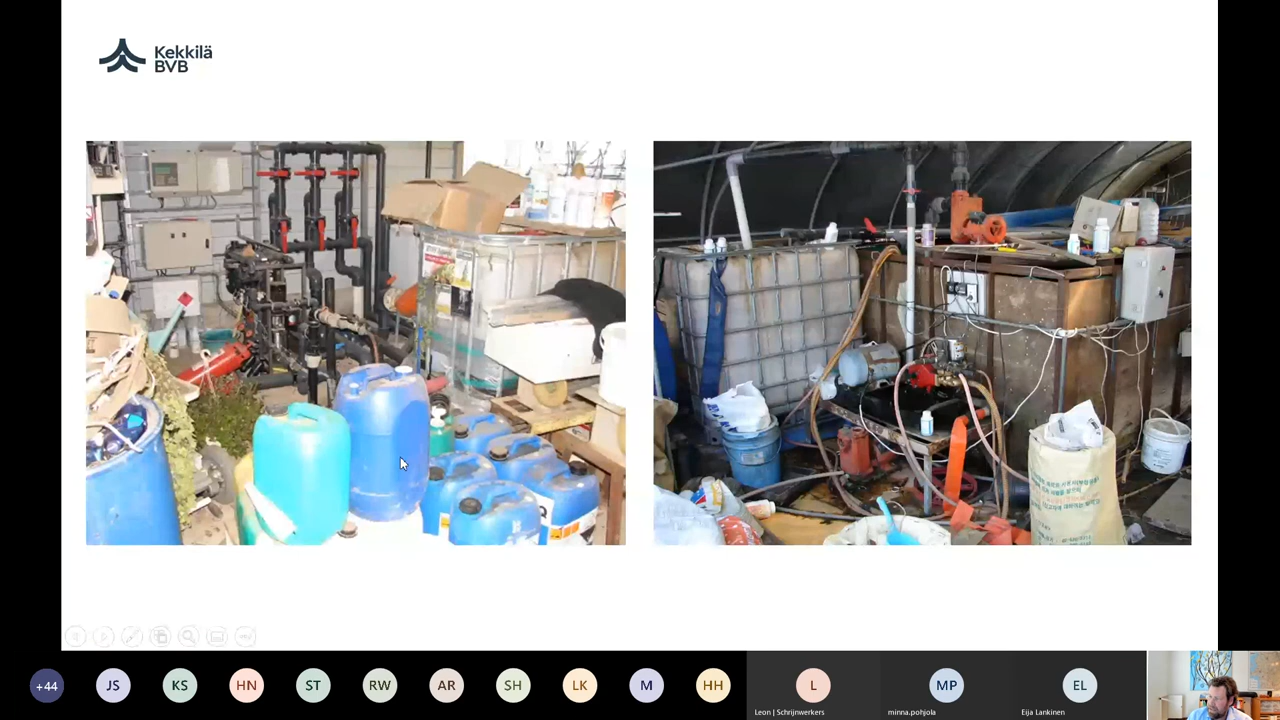 Kekkilä
BVB
+44
JS
KS
HN
ST
RW
AR
SH
LK
M
HH
L
MP
EL
Leon | Schrijnwerkers
minna.pohjola
Eija Lankinen